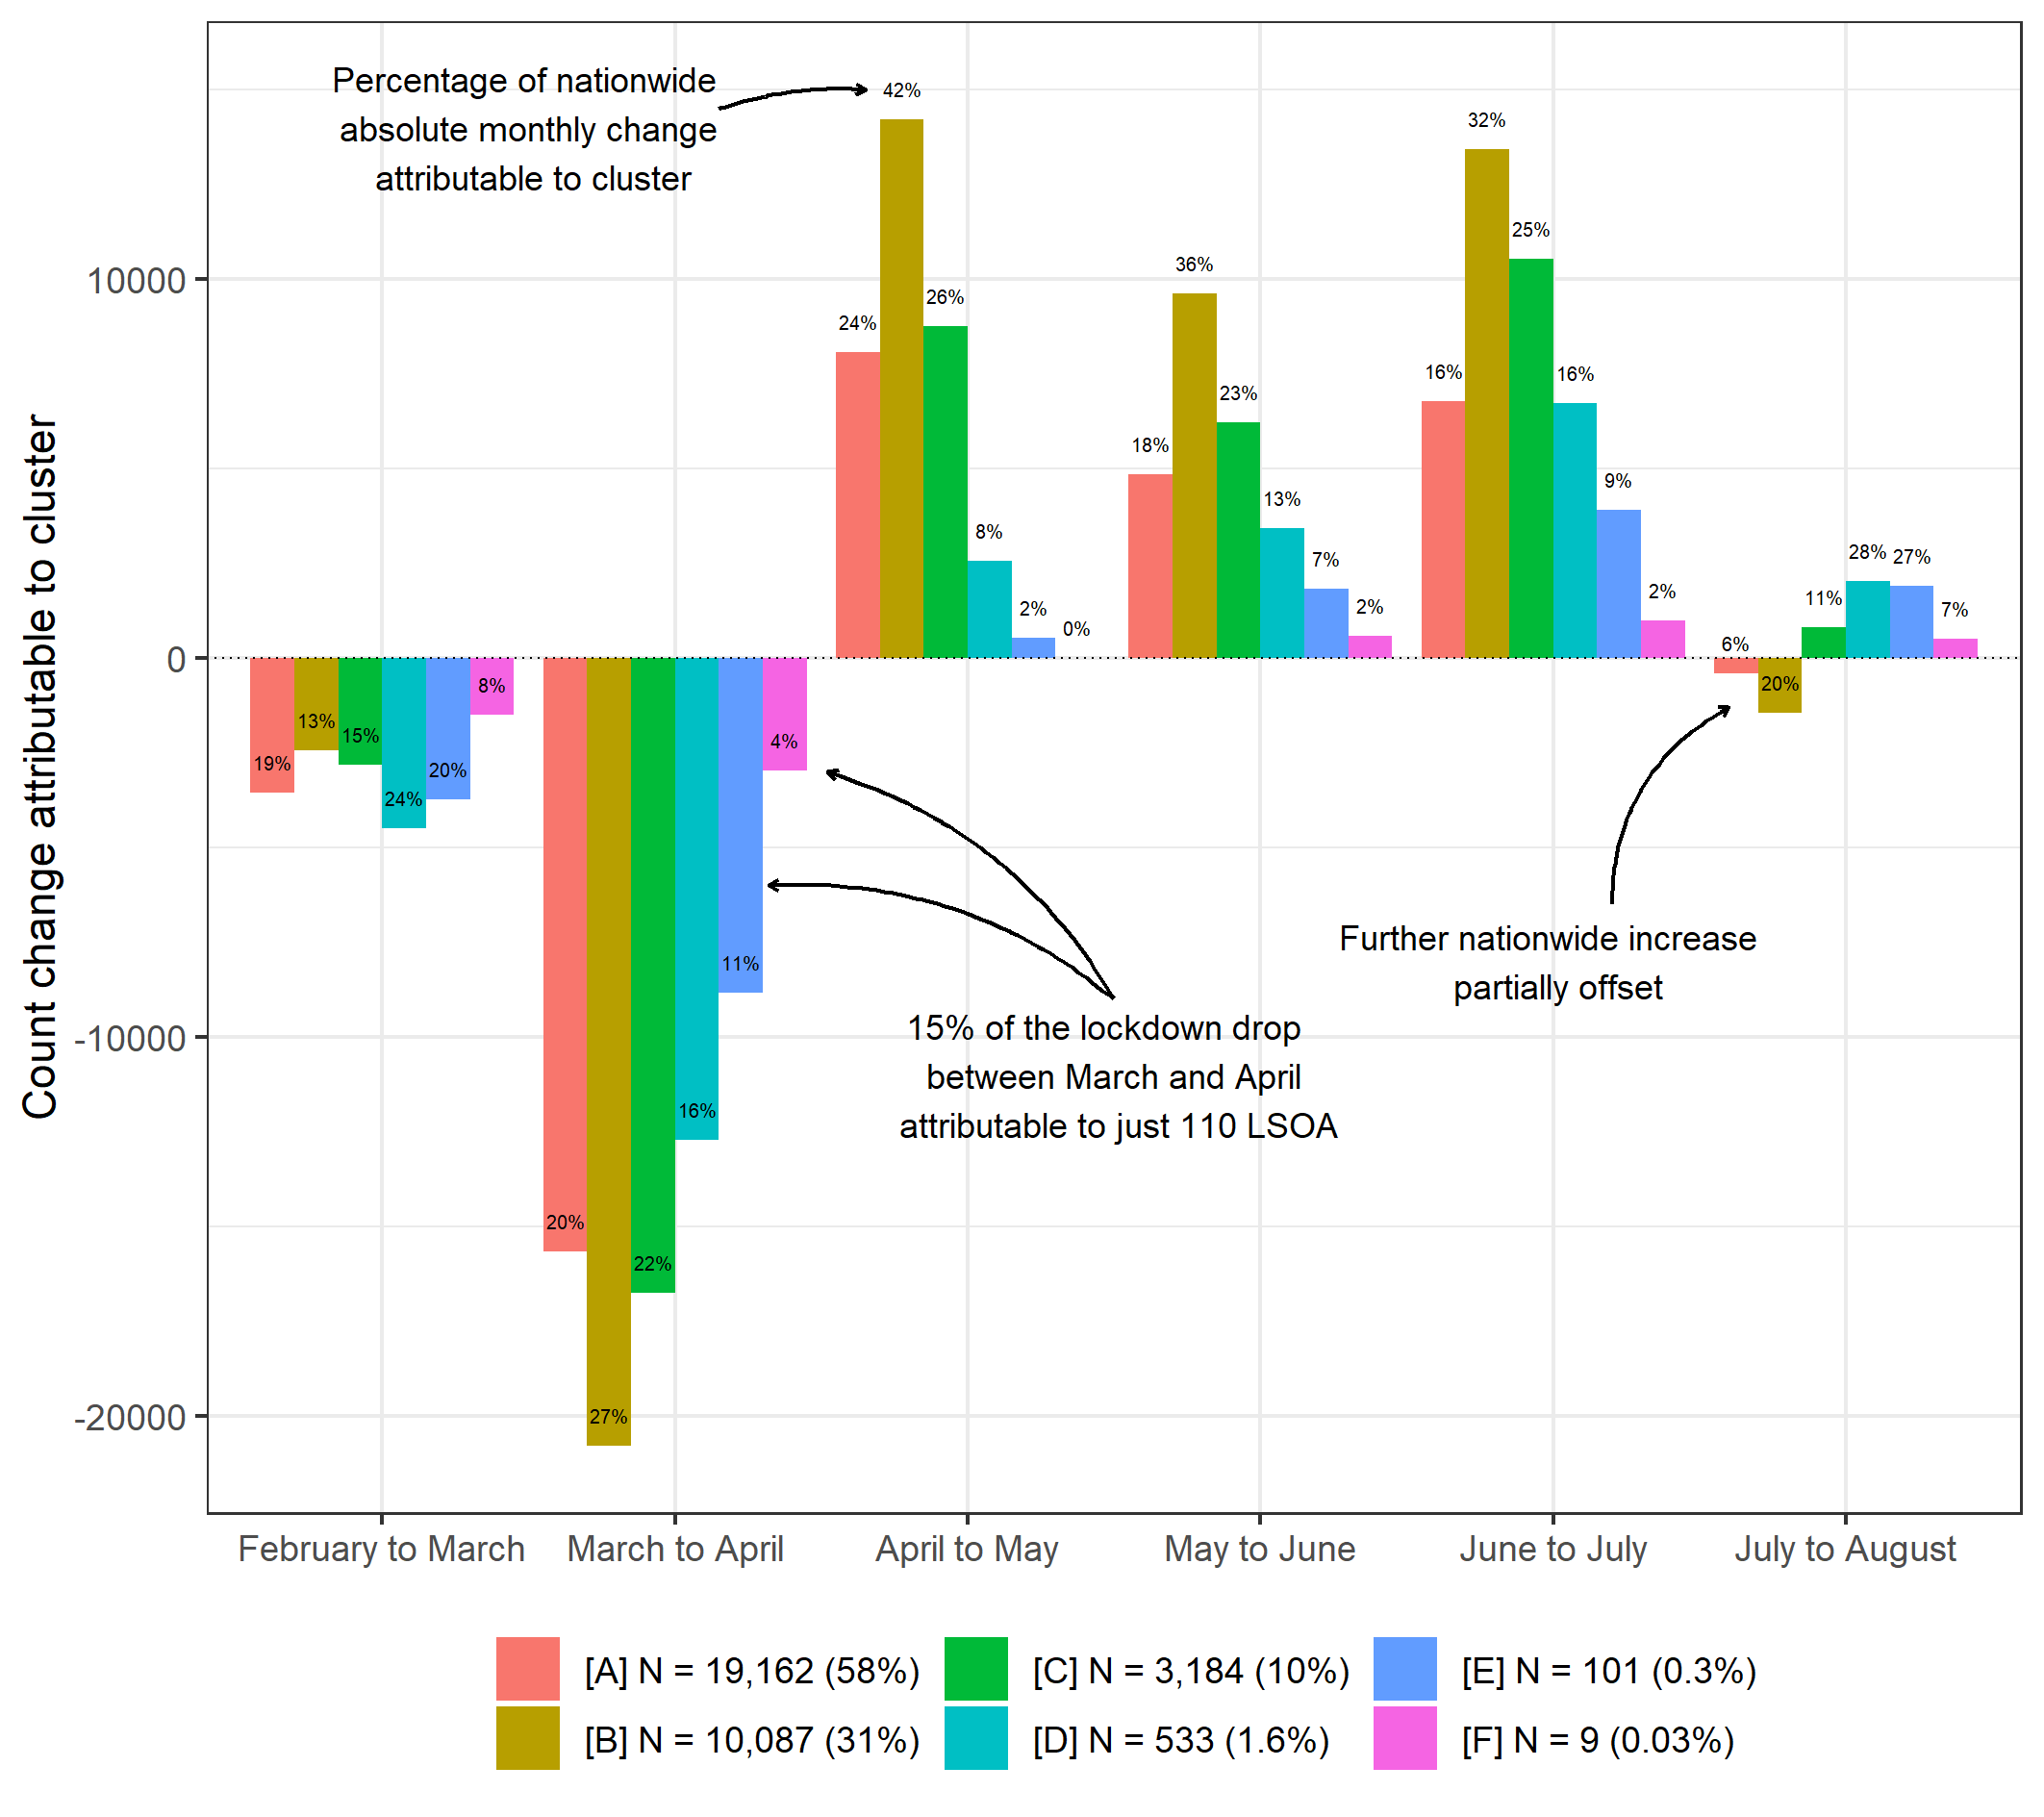 Percentage of nationwide
absolute monthly change
attributable to cluster
42%
32%
25%
36%
26%
24%
23%
16%
16%
18%
13%
9%
8%
7%
28%
27%
2%
2%
2%
11%
7%
0%
6%
8%
20%
13%
15%
19%
20%
24%
4%
11%
16%
20%
22%
27%
Further nationwide increase
partially offset
15% of the lockdown drop
between March and April
attributable to just 110 LSOA
10000
0
-10000
-20000
Count change attributable to cluster
February to March
March to April
April to May
May to June
June to July
July to August
[A] N = 19,162 (58%)
[C] N = 3,184 (10%)
[E] N = 101 (0.3%)
[B] N = 10,087 (31%)
[D] N = 533 (1.6%)
[F] N = 9 (0.03%)